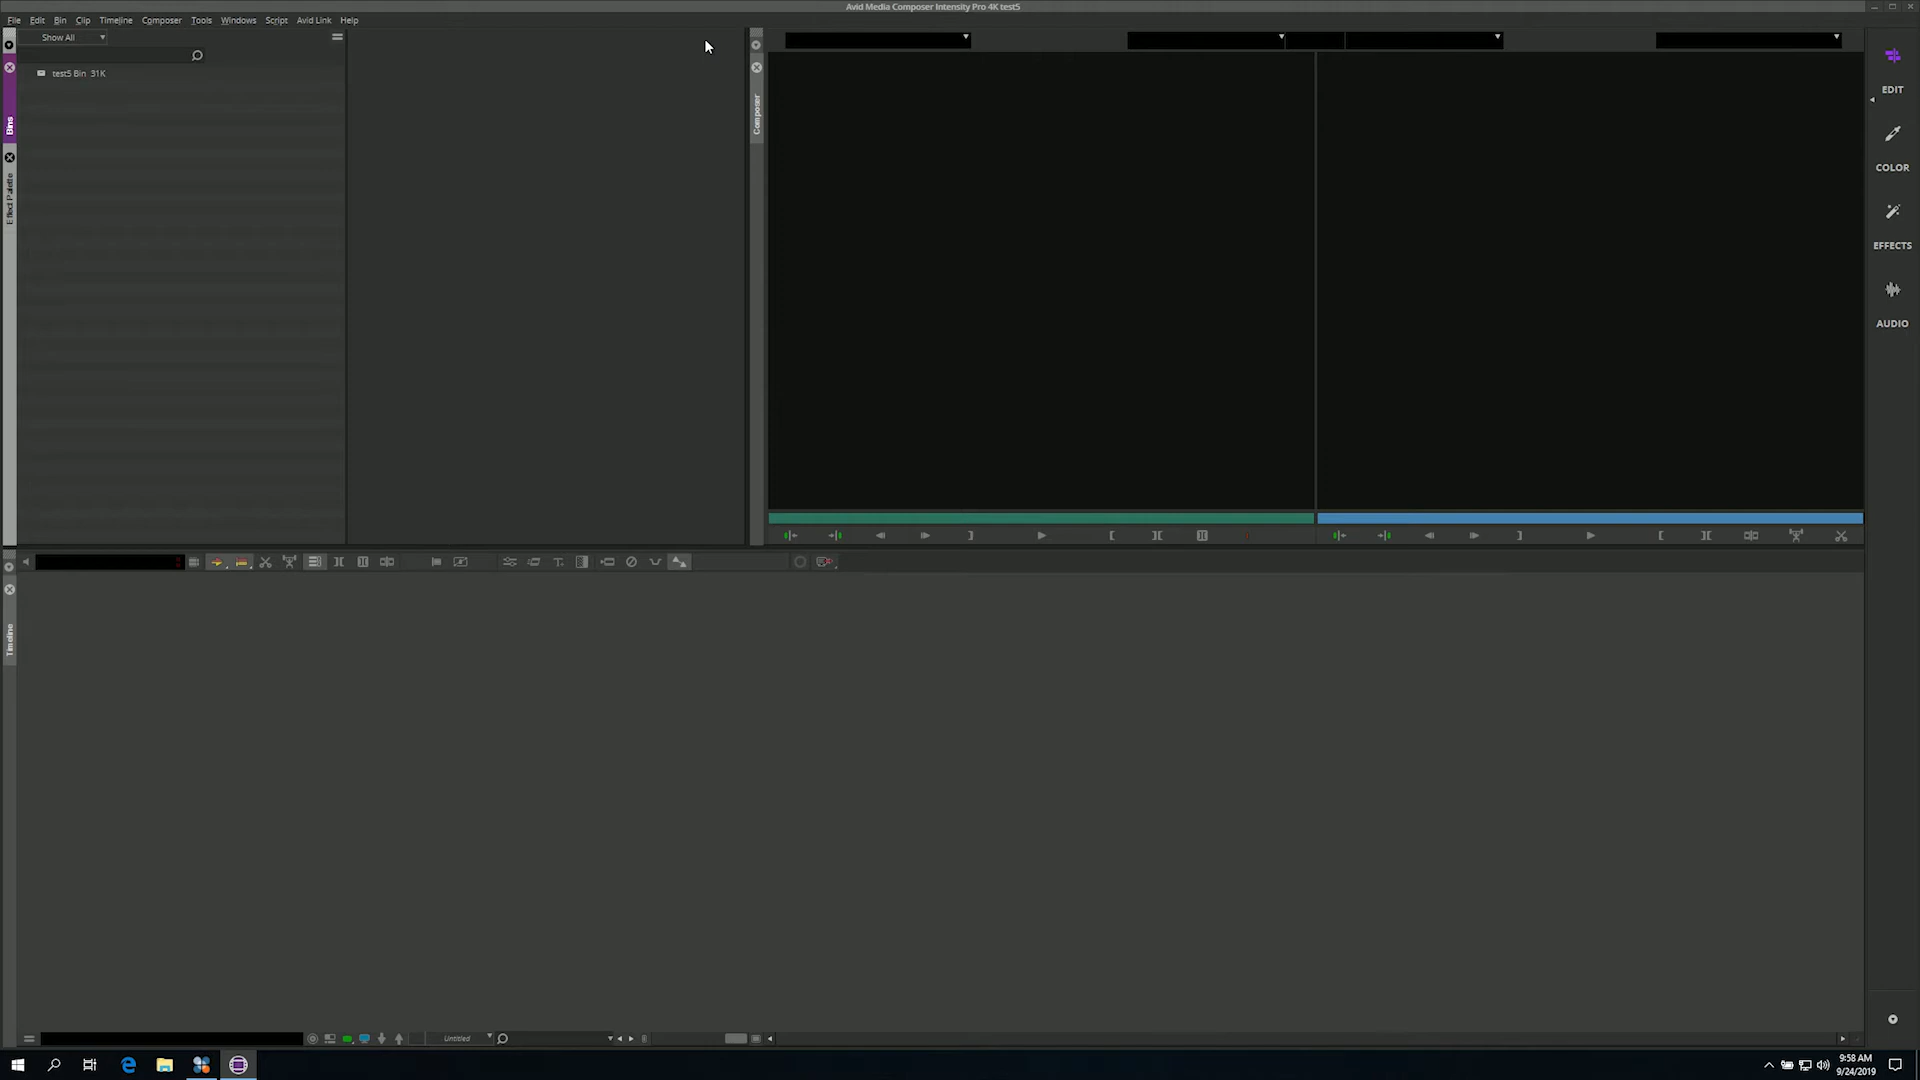 Avid Media Composer Intensity Pro 4K test5
File Edit Bin Clip Timeline Composer Tools Windows Script Avid Link Help
Show All
test5 Bin 31K
Bins
Effect Palette
Composer
EDIT
COLOR
EFFECTS
AUDIO
Timeline
Untitled
9:58 AM
9/24/2019